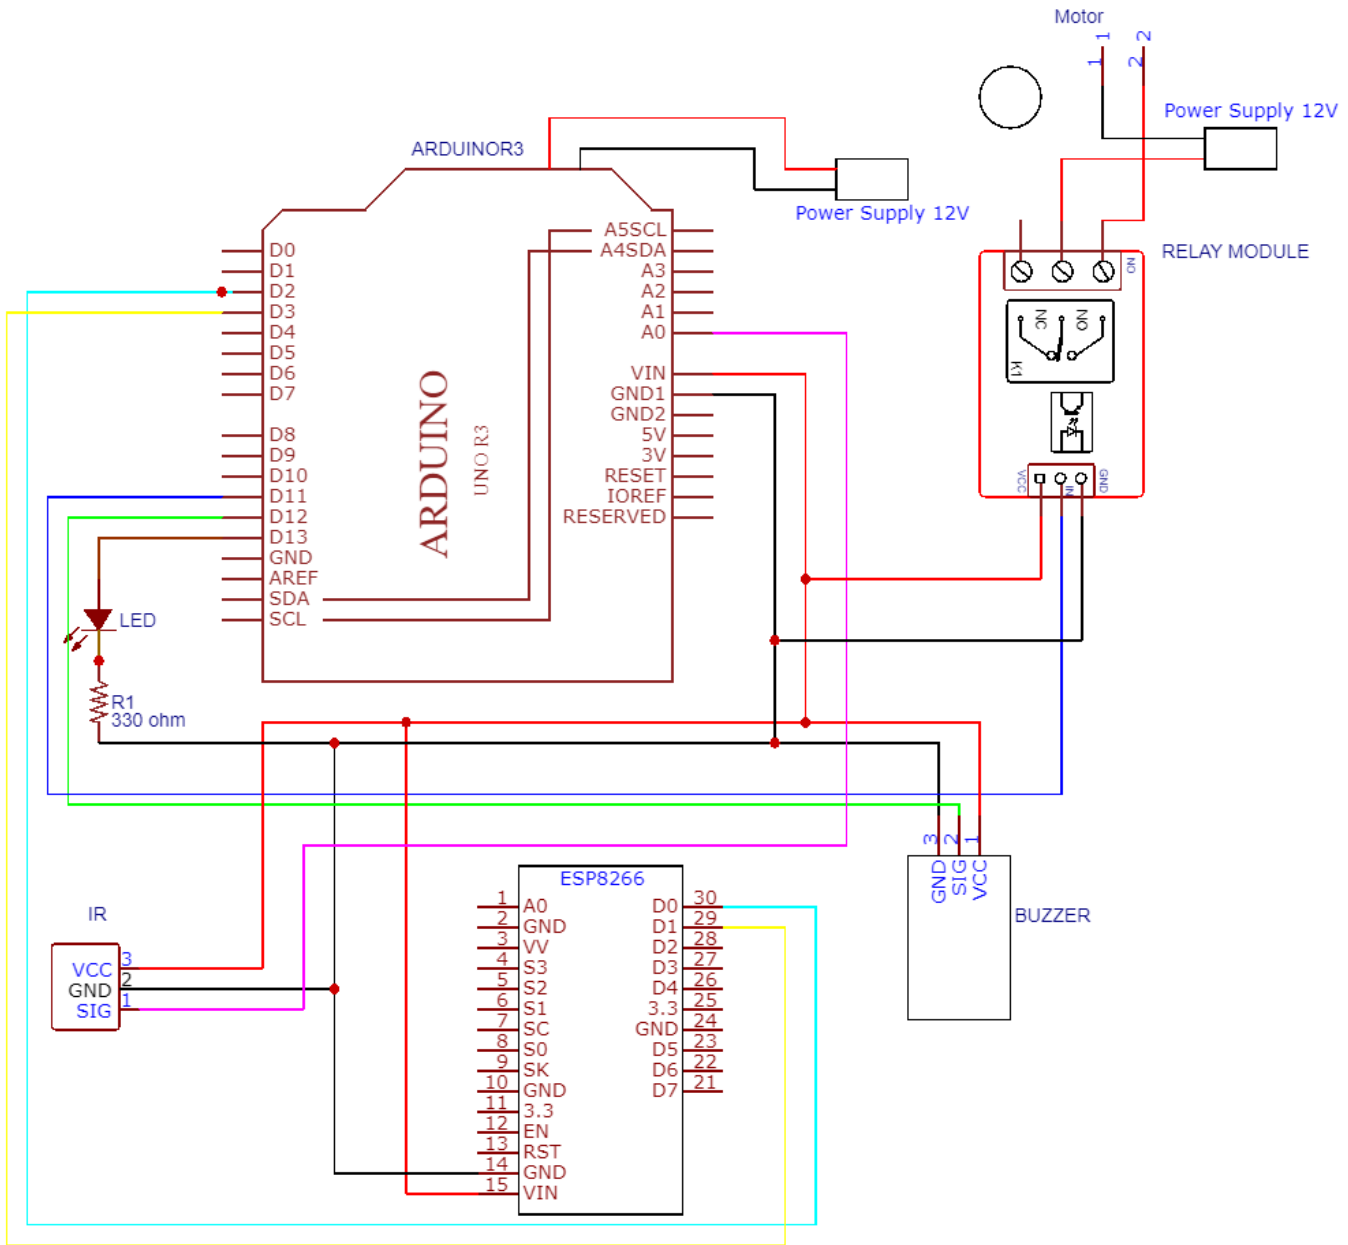 Motor
1 2
1 2
Power Supply 12V
ARDUINOR3
Power Supply 12V
RELAY MODULE
NO
NC NO
K1
VCC IN GND
D0
D1
D2
D3
D4
D5
D6
D7
D8
D9
D10
D11
D12
D13
GND
AREF
SDA
SCL
ARDUINO
UNO R3
A5SCL
A4SDA
A3
A2
A1
A0
VIN
GND1
GND2
5V
3V
RESET
IOREF
RESERVED
LED
R1
330 ohm
3 2 1
GND SIG VCC
BUZZER
IR
VCC 3
GND 2
SIG 1
ESP8266
1 A0
2 GND
3 VV
4 S3
5 S2
6 S1
7 SC
8 S0
9 SK
10 GND
11 3.3
12 EN
13 RST
14 GND
15 VIN
D0 30
D1 29
D2 28
D3 27
D4 26
3.3 25
GND 24
D5 23
D6 22
D7 21